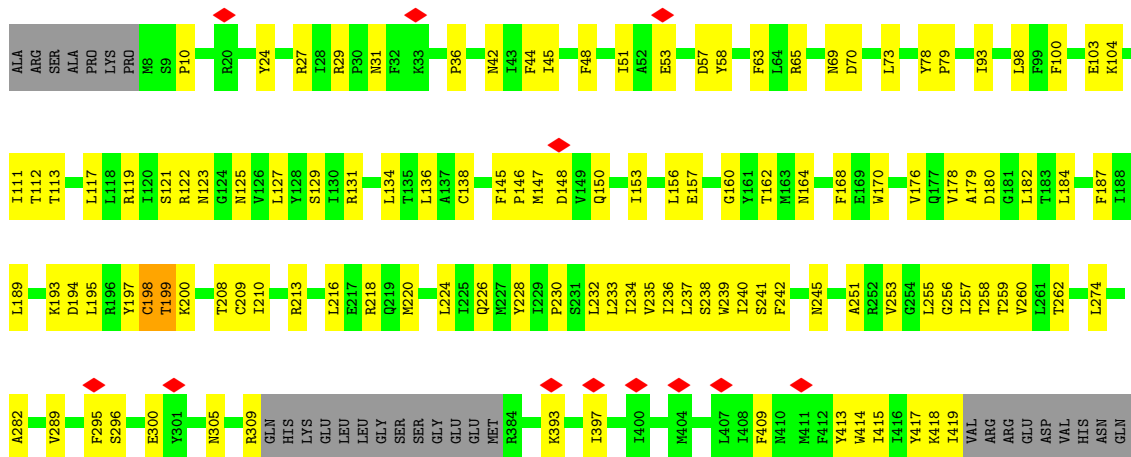 ALA ARG SER ALA PRO LYS PRO M8 S9 P10 R20 Y24 R27 I28 R29 P30 N31 F32 K33 P36 N42 I43 F44 I45 F48 I51 A52 E53 D57 Y58 F63 L64 R65 N69 D70 L73 Y78 P79 I93 L98 F99 F100 E103 K104
I111 T112 T113 L117 L118 R119 I120 S121 R122 N123 G124 N125 V126 L127 Y128 S129 I130 R131 L134 T135 L136 A137 C138 F145 P146 M147 D148 V149 Q150 I153 L156 E157 G160 Y161 T162 M163 N164 F168 E169 W170 V176 Q177 V178 A179 D180 G181 L182 T183 L184 F187 I188
L189 K193 D194 L195 R196 Y197 C198 T199 K200 T208 C209 I210 R213 L216 E217 R218 Q219 M220 L224 I225 Q226 M227 Y228 I229 P230 S231 L232 L233 I234 V235 I236 L237 S238 W239 I240 S241 F242 N245 A251 R252 V253 G254 L255 G256 I257 T258 T259 V260 L261 T262 L274
A282 V289 F295 S296 E300 Y301 N305 R309 GLN HIS LYS GLU LEU LEU GLY SER SER GLY GLU GLU MET R384 K393 I397 I400 M404 L407 I408 F409 N410 M411 F412 Y413 W414 I415 I416 Y417 K418 I419 VAL ARG ARG GLU ASP VAL HIS ASN GLN